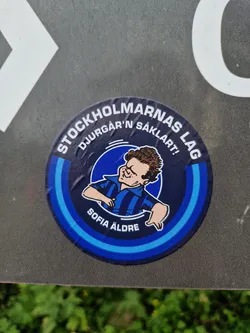 STOCKHOLMARNAS LAG
DJURGÅR'N SÅKLART!
SOFIA ÄLDRE